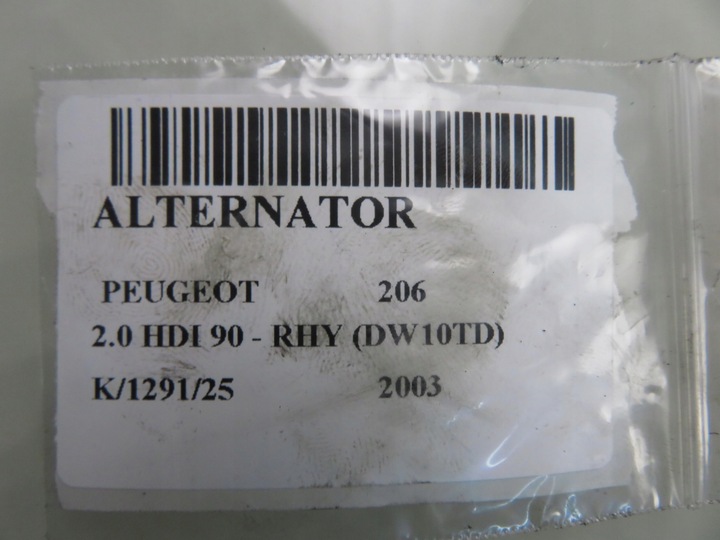 ALTERNATOR
PEUGEOT 206
2.0 HDI 90 - RHY (DW10TD)
K/1291/25 2003